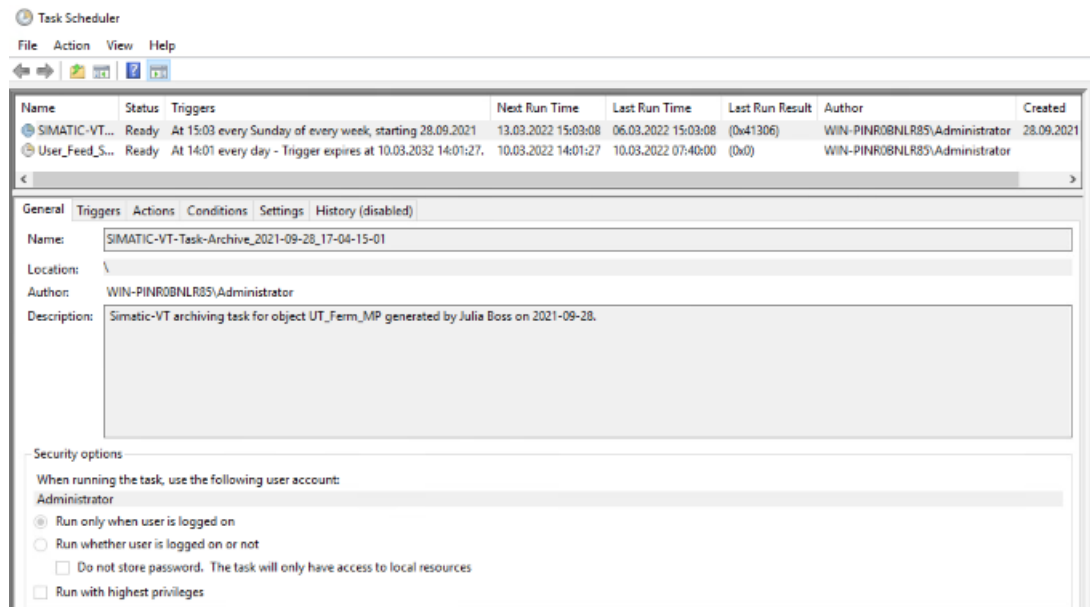 Task Scheduler
File Action View Help
Name Status Triggers Next Run Time Last Run Time Last Run Result Author Created
SIMATIC-VT... Ready At 15:03 every Sunday of every week, starting 28.09.2021 13.03.2022 15:03:08 06.03.2022 15:03:08 (0x41306) WIN-PINR0BNLR85\Administrator 28.09.2021
User_Feed_S... Ready At 14:01 every day - Trigger expires at 10.03.2032 14:01:27. 10.03.2022 14:01:27 10.03.2022 07:40:00 (0x0) WIN-PINR0BNLR85\Administrator
General Triggers Actions Conditions Settings History (disabled)
Name: SIMATIC-VT-Task-Archive_2021-09-28_17-04-15-01
Location: \
Author: WIN-PINR0BNLR85\Administrator
Description: Simatic-VT archiving task for object UT_Ferm_MP generated by Julia Boss on 2021-09-28.
Security options
When running the task, use the following user account:
Administrator
Run only when user is logged on
Run whether user is logged on or not
Do not store password. The task will only have access to local resources
Run with highest privileges